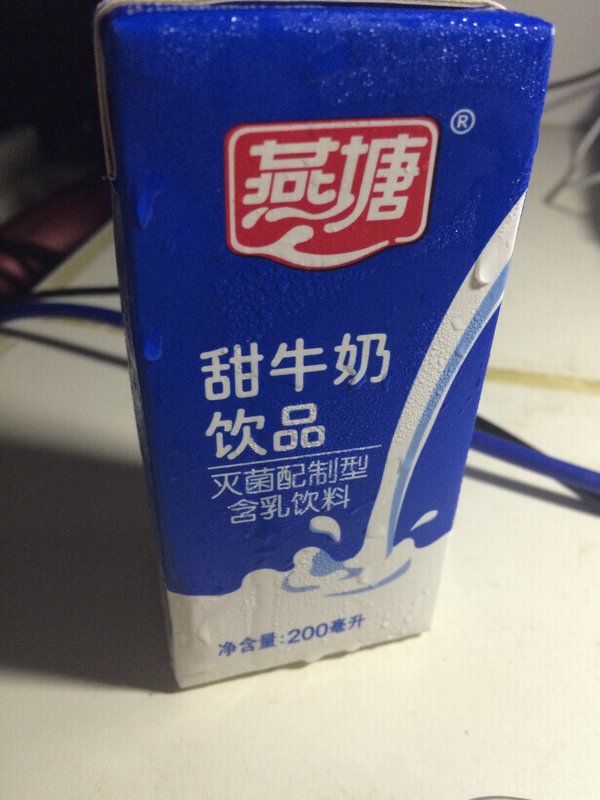 燕塘®
甜牛奶
饮品
灭菌配制型
含乳饮料
净含量:200毫升